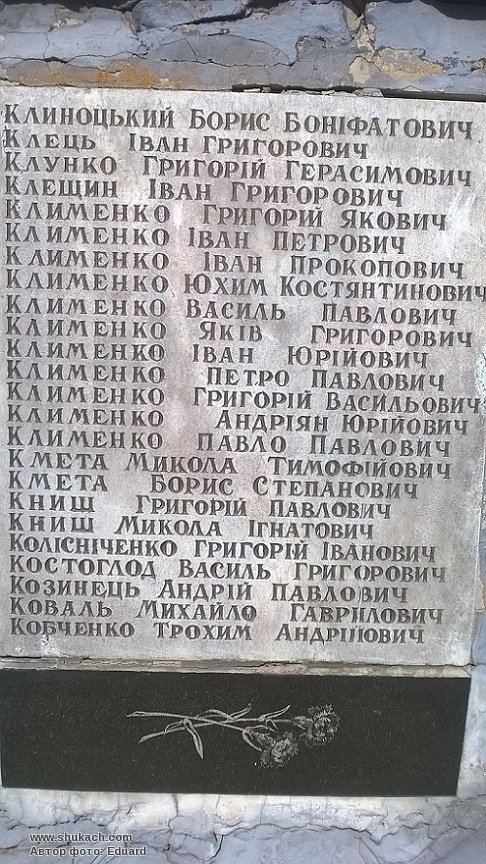 КЛИНОЦЬКИЙ БОРИС БОНІФАТОВИЧ
КЛЕЦЬ ІВАН ГРИГОРОВИЧ
КЛУНКО ГРИГОРІЙ ГЕРАСИМОВИЧ
КЛЕЩИН ІВАН ГРИГОРОВИЧ
КЛИМЕНКО ГРИГОРІЙ ЯКОВИЧ
КЛИМЕНКО ІВАН ПЕТРОВИЧ
КЛИМЕНКО ІВАН ПРОКОПОВИЧ
КЛИМЕНКО ЮХИМ КОСТЯНТИНОВИЧ
КЛИМЕНКО ВАСИЛЬ ПАВЛОВИЧ
КЛИМЕНКО ЯКІВ ГРИГОРОВИЧ
КЛИМЕНКО ІВАН ЮРІЙОВИЧ
КЛИМЕНКО ПЕТРО ПАВЛОВИЧ
КЛИМЕНКО ГРИГОРІЙ ВАСИЛЬОВИЧ
КЛИМЕНКО АНДРІЯН ЮРІЙОВИЧ
КЛИМЕНКО ПАВЛО ПАВЛОВИЧ
КМЕТА МИКОЛА ТИМОФІЙОВИЧ
КМЕТА БОРИС СТЕПАНОВИЧ
КНИШ ГРИГОРІЙ ПАВЛОВИЧ
КНИШ МИКОЛА ІГНАТОВИЧ
КОЛІСНІЧЕНКО ГРИГОРІЙ ІВАНОВИЧ
КОСТОГЛОД ВАСИЛЬ ГРИГОРОВИЧ
КОЗИНЕЦЬ АНДРІЙ ПАВЛОВИЧ
КОВАЛЬ МИХАЙЛО ГАВРИЛОВИЧ
КОБЧЕНКО ТРОХИМ АНДРІЙОВИЧ
www.shukach.com
Автор фото: Eduard